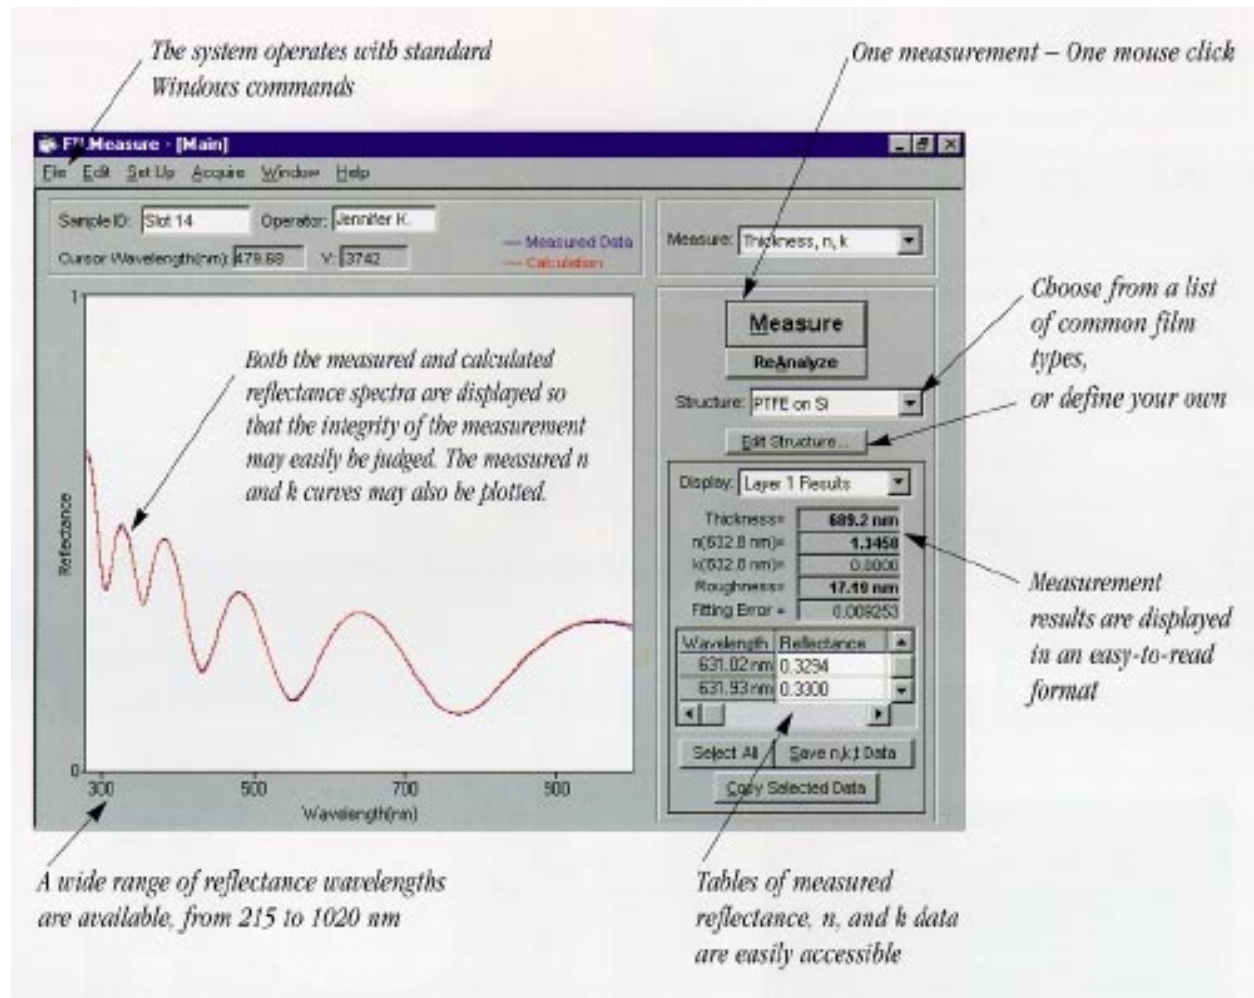 The system operates with standard
Windows commands
One measurement – One mouse click
Measure - [Main]
File Edit Set Up Acquire Window Help
Sample ID: Slot 14 Operator: Jennifer K.
Cursor Wavelength(nm): 479.68 Y: 3742
Measured Data
Calculation
Measure: Thickness, n, k
Measure
ReAnalyze
Structure: PTFE on Si
Edit Structure...
Choose from a list
of common film
types,
or define your own
Both the measured and calculated
reflectance spectra are displayed so
that the integrity of the measurement
may easily be judged. The measured n
and k curves may also be plotted.
Display: Layer 1 Results
Thickness= 689.2 nm
n(632.8 nm)= 1.3458
k(632.8 nm)= 0.0000
Roughness= 17.19 nm
Fitting Error = 0.009253
Wavelength Reflectance
631.02 nm 0.3294
631.93 nm 0.3300
Select All Save n,k,t Data
Copy Selected Data
Measurement
results are displayed
in an easy-to-read
format
1
Reflectance
0
300 500 700 900
Wavelength(nm)
A wide range of reflectance wavelengths
are available, from 215 to 1020 nm
Tables of measured
reflectance, n, and k data
are easily accessible